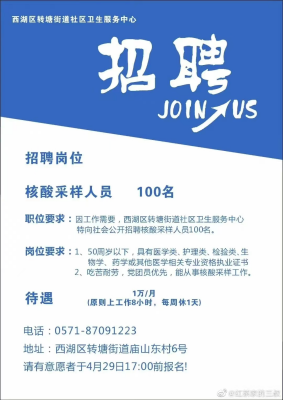 西湖区转塘街道社区卫生服务中心
招聘
JOIN US
招聘岗位
核酸采样人员 100名
职位要求：因工作需要，西湖区转塘街道社区卫生服务中心
特向社会公开招聘核酸采样人员100名。
岗位要求：1、50周岁以下，具有医学类、护理类、检验类、生
物学、药学或其他医学相关专业资格执业证书
2、吃苦耐劳，党团员优先，能从事核酸采样工作。
待遇 1万/月
(原则上工作8小时，每周休1天)
电话：0571-87091223
地址：西湖区转塘街道庙山东村6号
请有意愿者于4月29日17:00前报名!